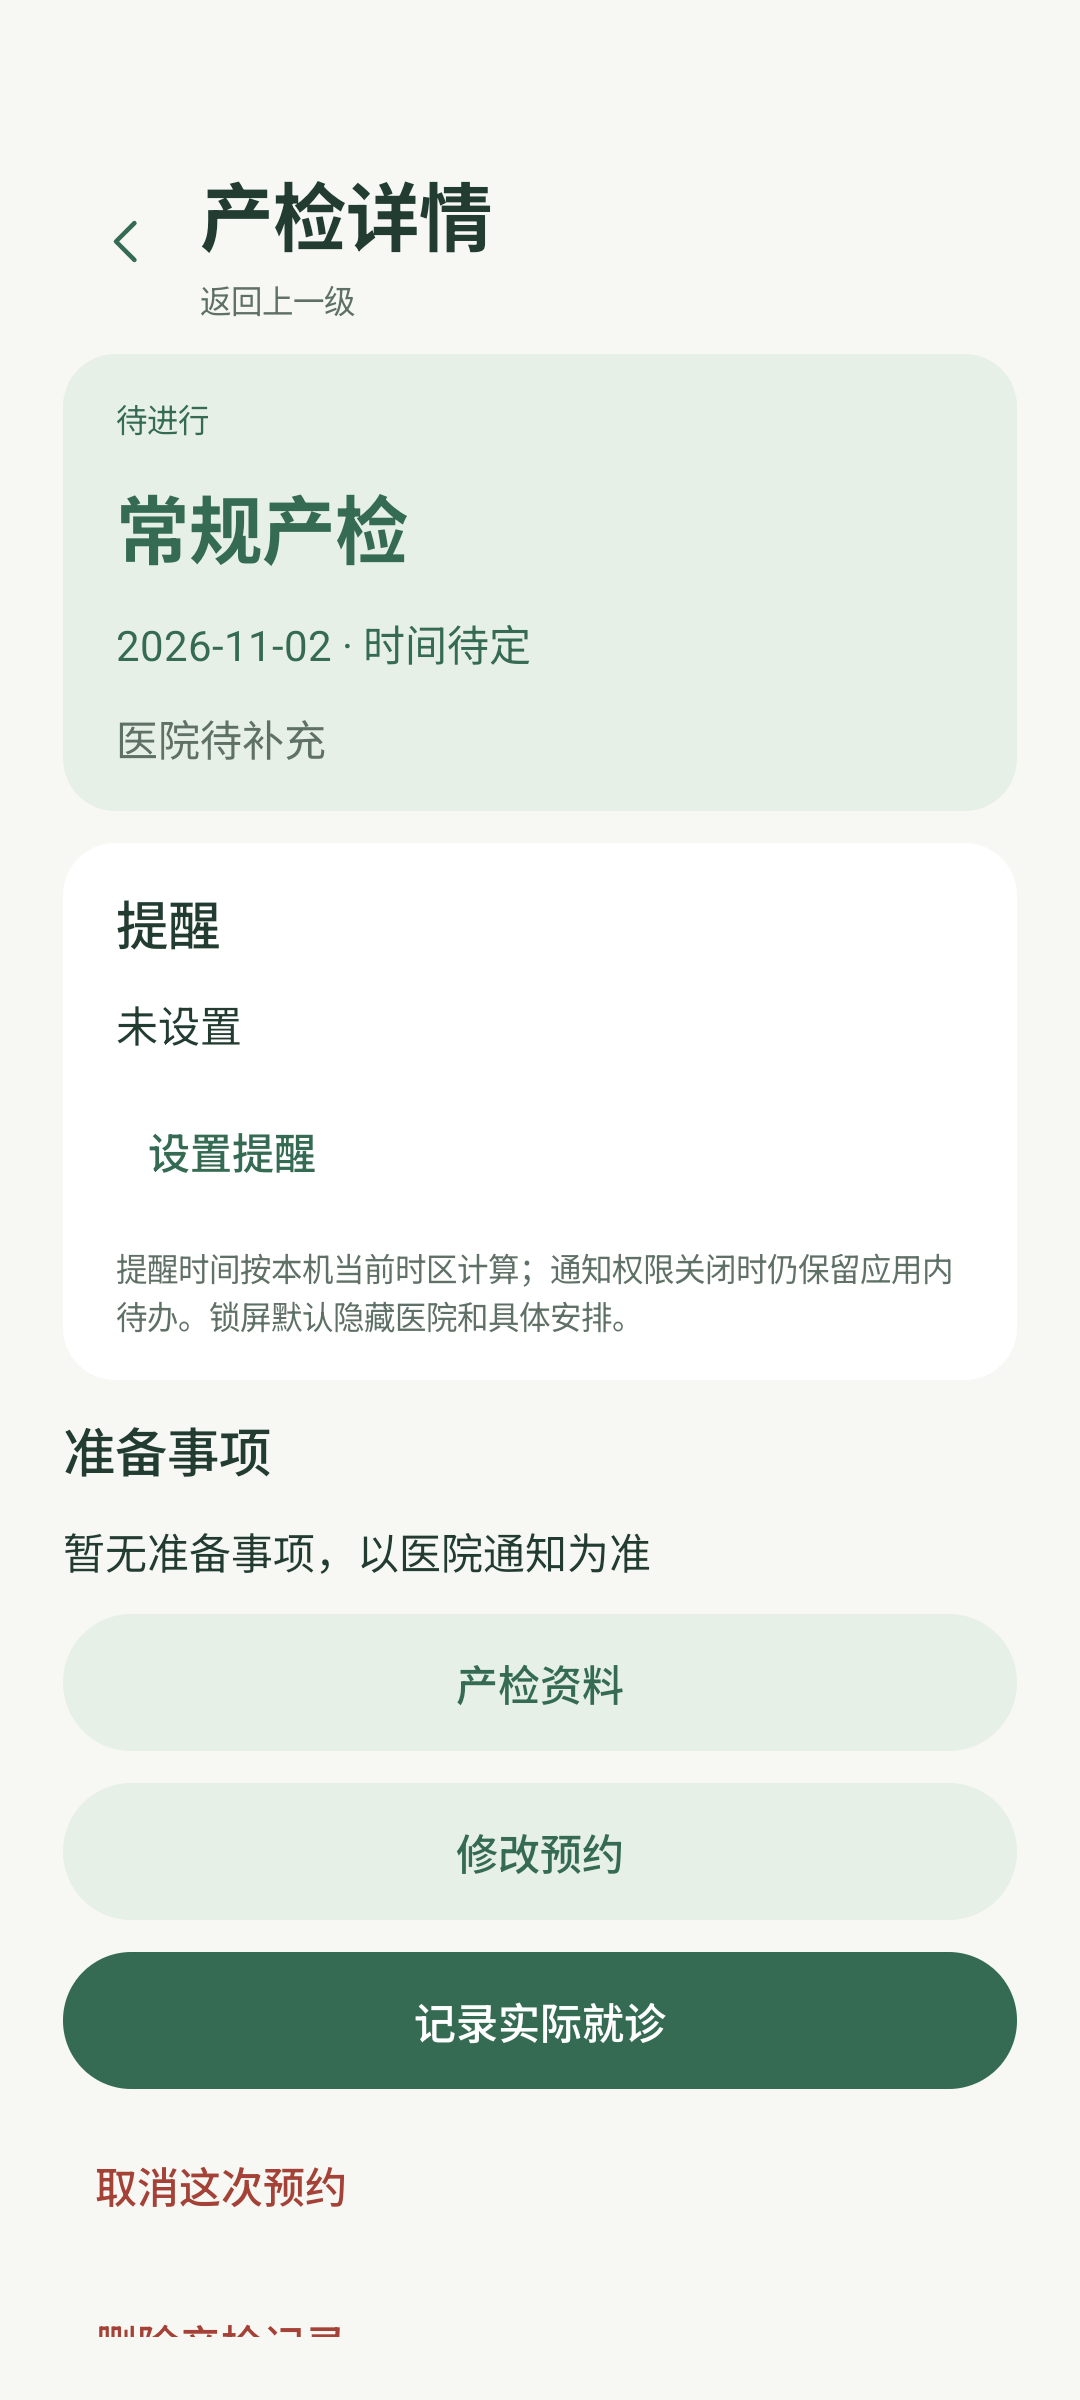 产检详情
返回上一级
待进行
常规产检
2026-11-02 · 时间待定
医院待补充
提醒
未设置
设置提醒
提醒时间按本机当前时区计算；通知权限关闭时仍保留应用内
待办。锁屏默认隐藏医院和具体安排。
准备事项
暂无准备事项，以医院通知为准
产检资料
修改预约
记录实际就诊
取消这次预约
删除产检记录